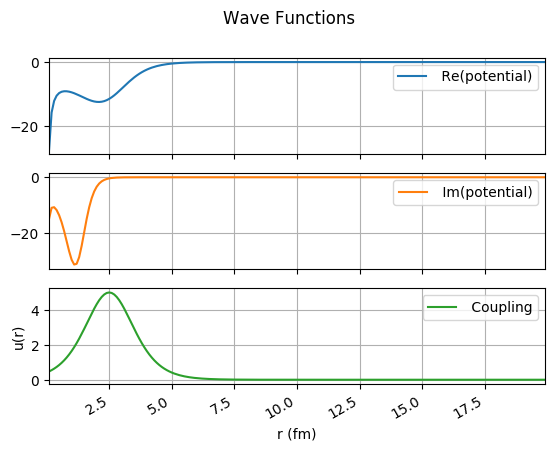 Wave Functions
0
−20
Re(potential)
0
−20
Im(potential)
4
2
0
u(r)
Coupling
2.5 5.0 7.5 10.0 12.5 15.0 17.5
r (fm)